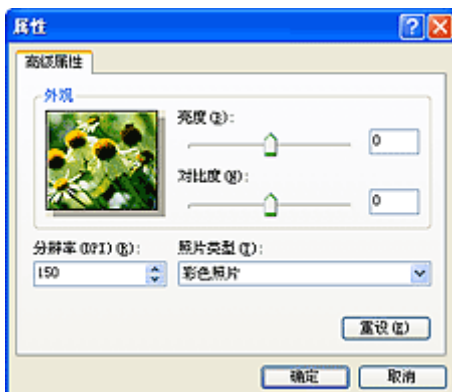 属性
高级属性
外观
亮度(B):
0
对比度(N):
0
分辨率(DPI)(R):
照片类型(T):
150
彩色照片
重设(E)
确定
取消